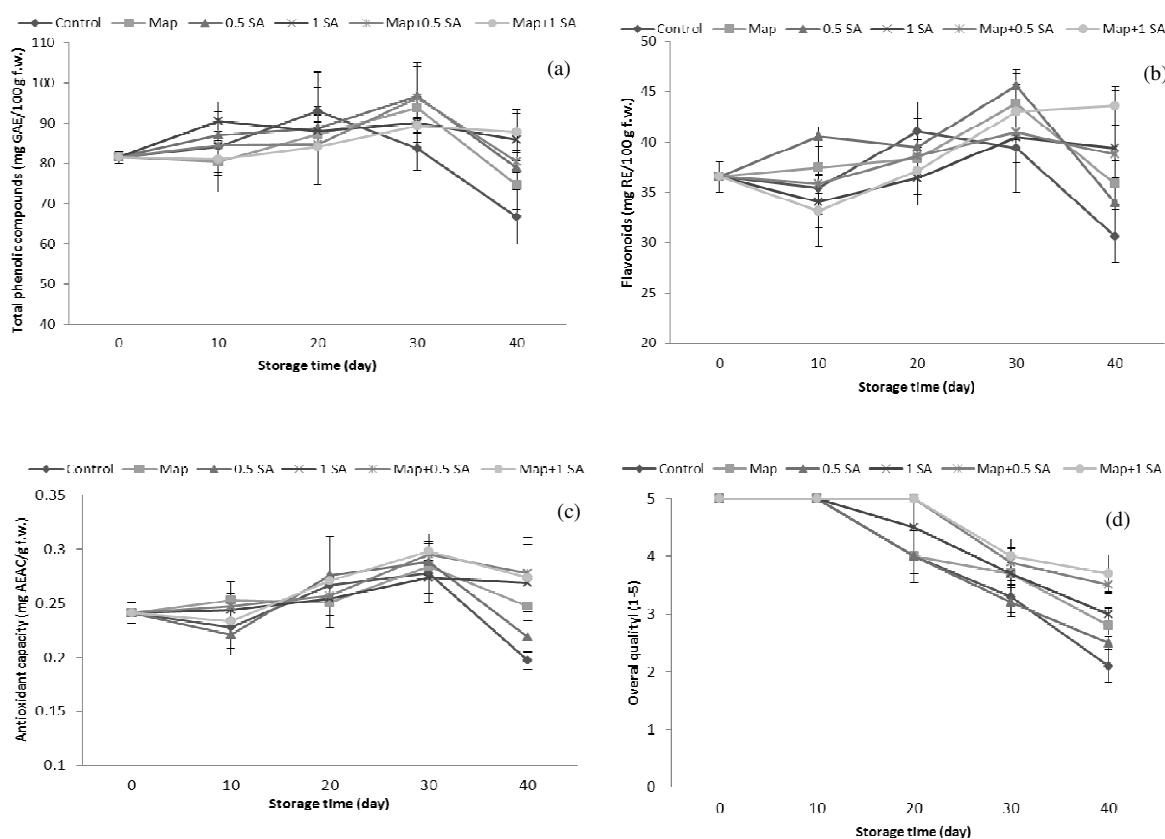 Control Map 0.5 SA 1 SA Map+0.5 SA Map+1 SA
(a)
Total phenolic compounds (mg GAE/100 g f.w.)
110
100
90
80
70
60
50
40
0 10 20 30 40
Storage time (day)
Control Map 0.5 SA 1 SA Map+0.5 SA Map+1 SA
(b)
Flavonoids (mg RE/100 g f.w.)
50
45
40
35
30
25
20
0 10 20 30 40
Storage time (day)
Control Map 0.5 SA 1 SA Map+0.5 SA Map+1 SA
(c)
Antioxidant capacity (mg AEAC/g f.w.)
0.35
0.3
0.25
0.2
0.15
0.1
0 10 20 30 40
Storage time (day)
Control Map 0.5 SA 1 SA Map+0.5 SA Map+1 SA
(d)
Overal qualityl (1-5)
5
4
3
2
1
0
0 10 20 30 40
Storage time (day)